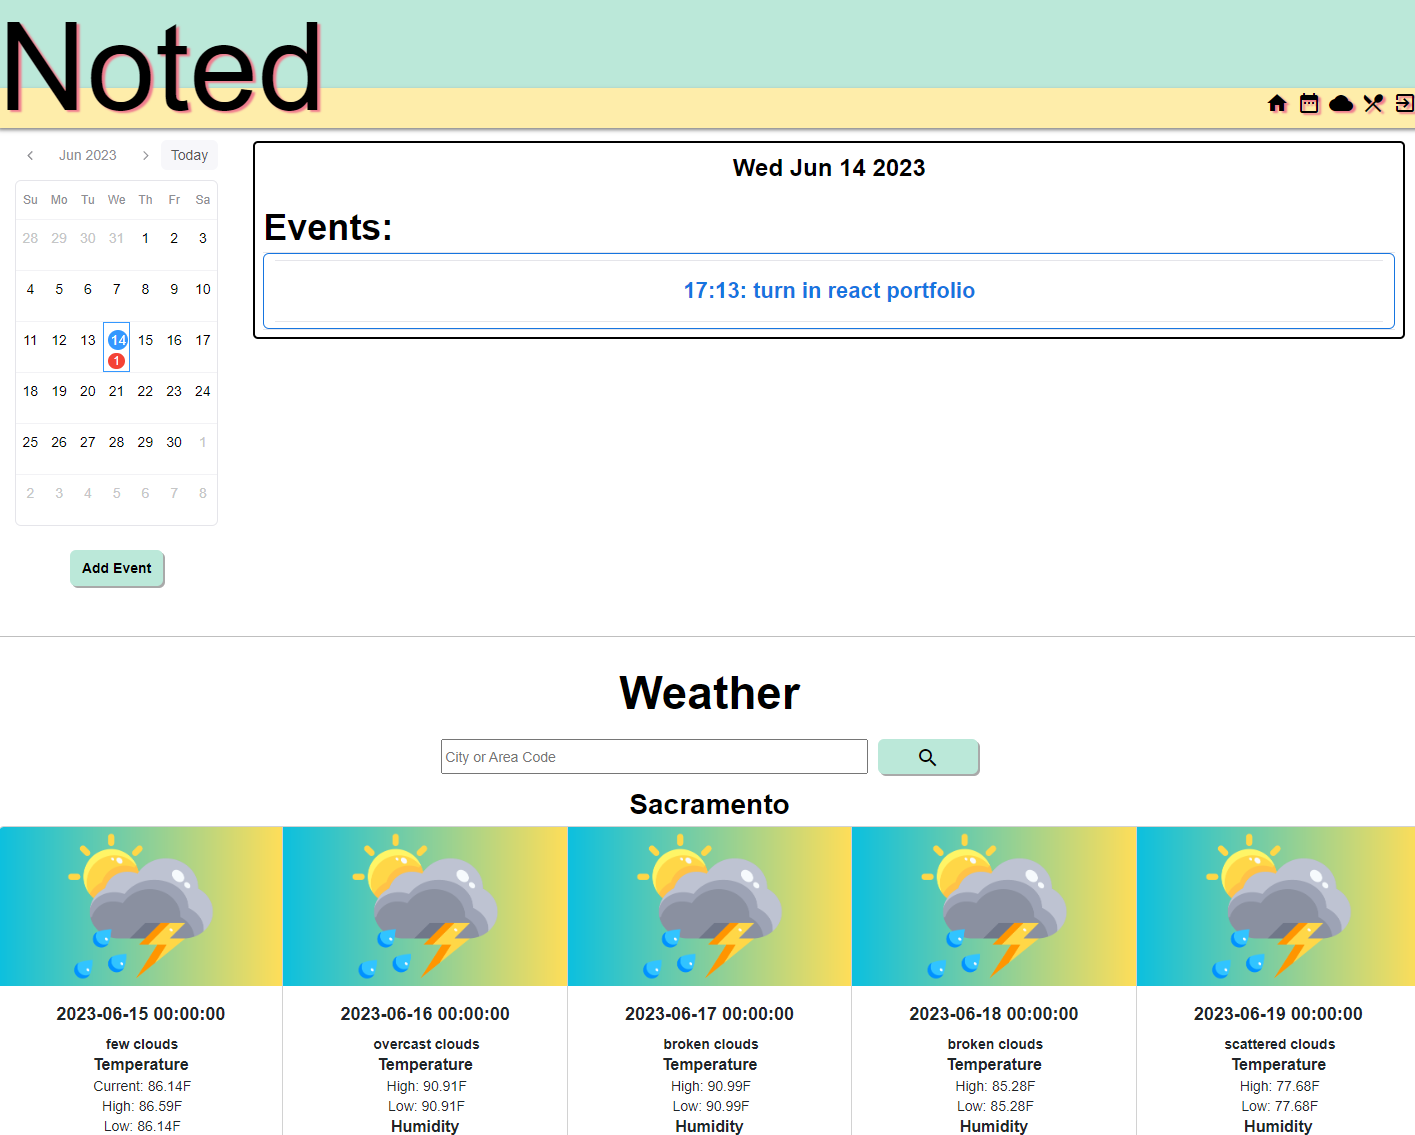 Noted
Jun 2023 Today
Su Mo Tu We Th Fr Sa
28 29 30 31 1 2 3
4 5 6 7 8 9 10
11 12 13 14 15 16 17
1
18 19 20 21 22 23 24
25 26 27 28 29 30 1
2 3 4 5 6 7 8
Add Event
Wed Jun 14 2023
Events:
17:13: turn in react portfolio
Weather
City or Area Code
Sacramento
2023-06-15 00:00:00
few clouds
Temperature
Current: 86.14F
High: 86.59F
Low: 86.14F
2023-06-16 00:00:00
overcast clouds
Temperature
High: 90.91F
Low: 90.91F
Humidity
2023-06-17 00:00:00
broken clouds
Temperature
High: 90.99F
Low: 90.99F
Humidity
2023-06-18 00:00:00
broken clouds
Temperature
High: 85.28F
Low: 85.28F
Humidity
2023-06-19 00:00:00
scattered clouds
Temperature
High: 77.68F
Low: 77.68F
Humidity